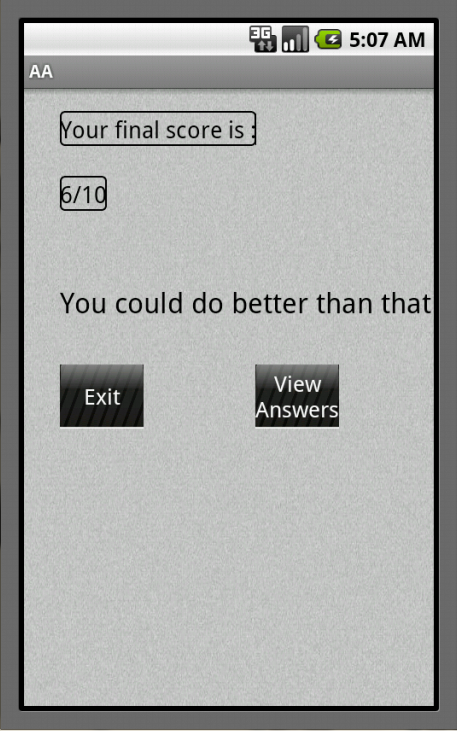 3G 5:07 AM
AA
Your final score is :
6/10
You could do better than that
Exit
View
Answers